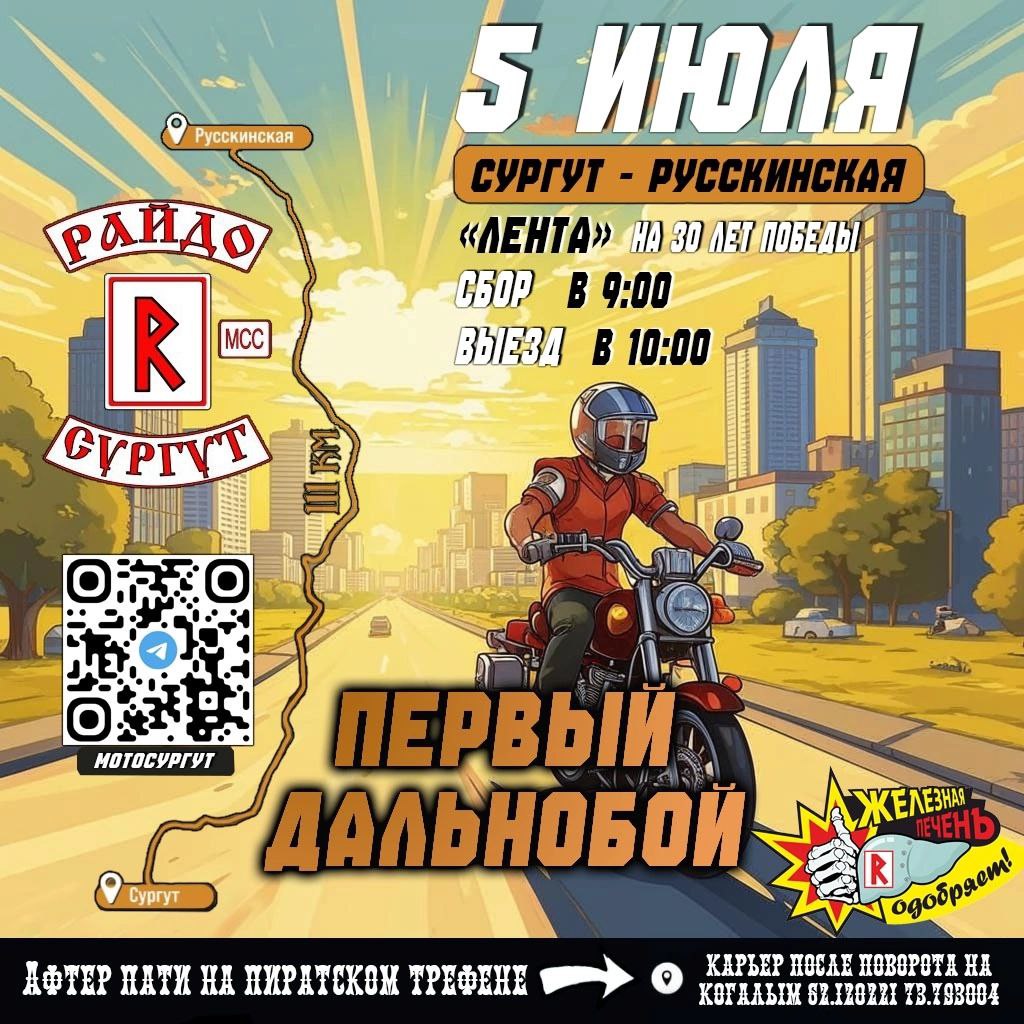 5 ИЮЛЯ
СУРГУТ - РУССКИНСКАЯ
«ЛЕНТА» НА 30 ЛЕТ ПОБЕДЫ
СБОР В 9:00
ВЫЕЗД В 10:00
Русскинская
РАЙДО
R
МСС
СУРГУТ
111 КМ
МОТОСУРГУТ
ПЕРВЫЙ
ДАЛЬНОБОЙ
Сургут
ЖЕЛЕЗНАЯ
ПЕЧЕНЬ
R
одобряет!
АФТЕР ПАТИ НА ПИРАТСКОМ ТРЕФЕНЕ
КАРЬЕР ПОСЛЕ ПОВОРОТА НА
КОГАЛЫМ 62.120221 73.793004